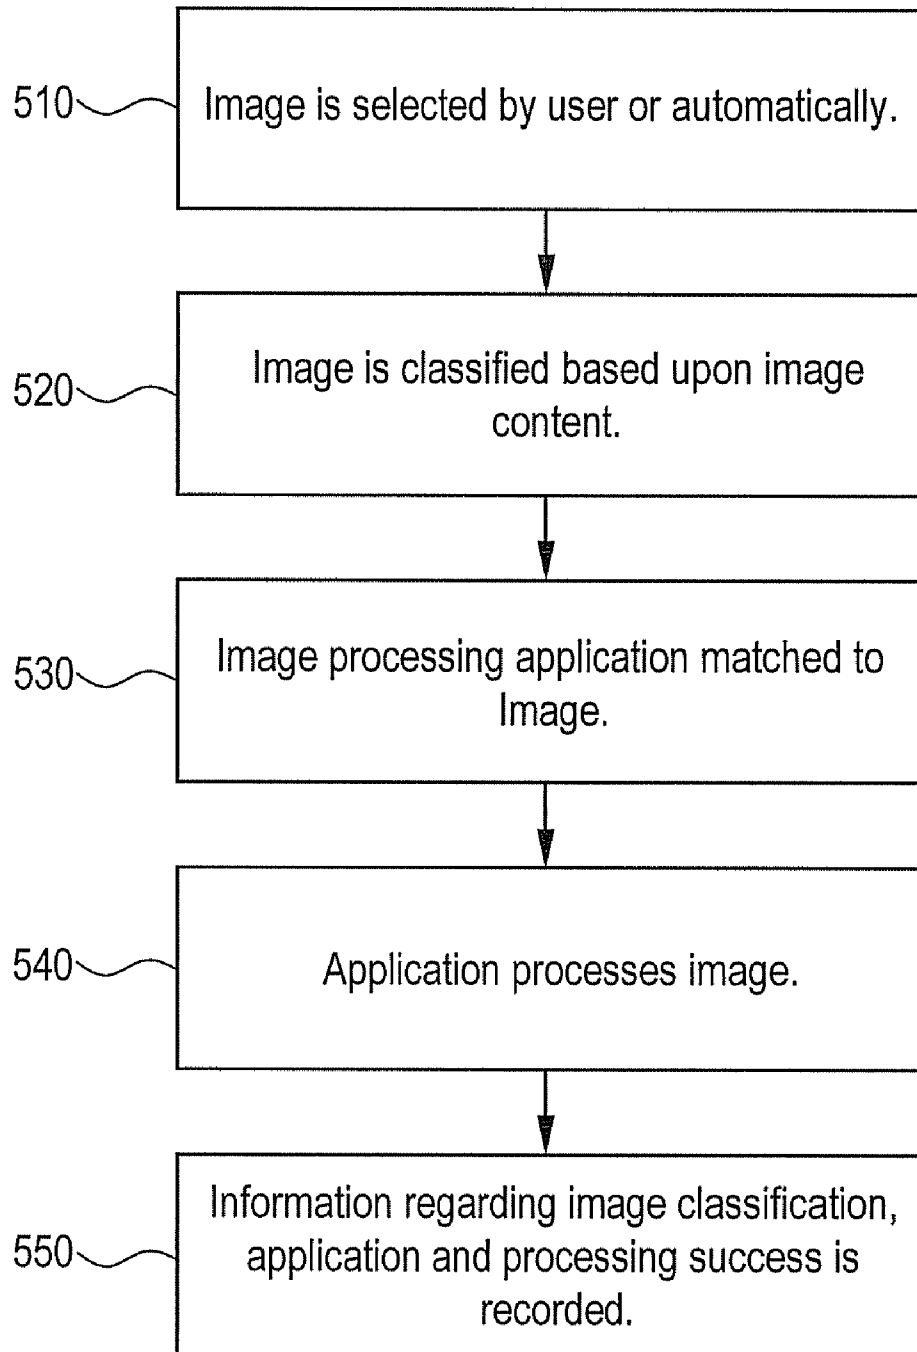 510
Image is selected by user or automatically.
520
Image is classified based upon image
content.
530
Image processing application matched to
Image.
540
Application processes image.
550
Information regarding image classification,
application and processing success is
recorded.